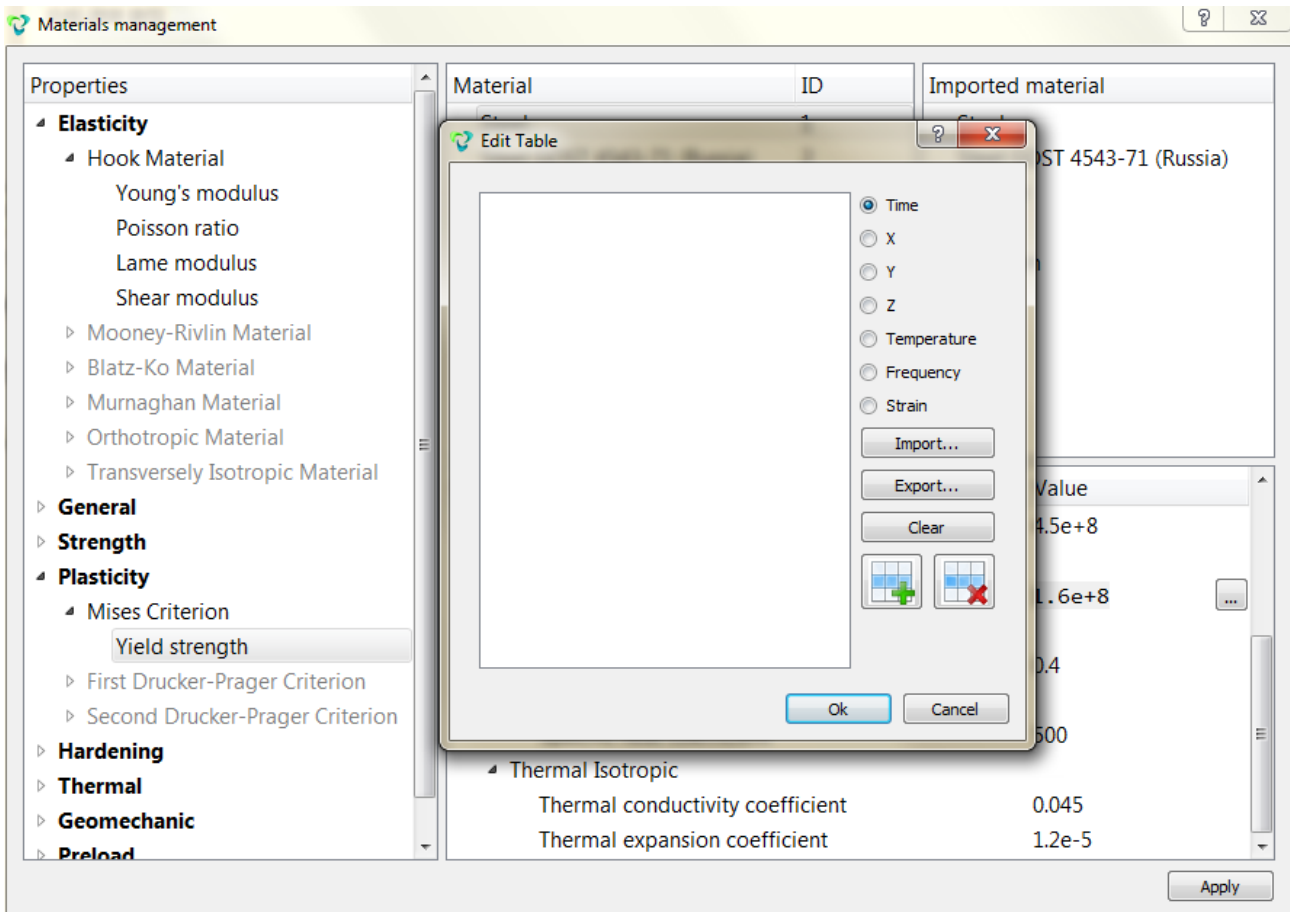 Materials management
Properties
Elasticity
Hook Material
Young's modulus
Poisson ratio
Lame modulus
Shear modulus
Mooney-Rivlin Material
Blatz-Ko Material
Murnaghan Material
Orthotropic Material
Transversely Isotropic Material
General
Strength
Plasticity
Mises Criterion
Yield strength
First Drucker-Prager Criterion
Second Drucker-Prager Criterion
Hardening
Thermal
Geomechanic
Preload
Material ID
Imported material
ST 4543-71 (Russia)
Edit Table
Time
X
Y
Z
Temperature
Frequency
Strain
Import...
Export...
Clear
Ok Cancel
Value
4.5e+8
1.6e+8 ...
0.4
Thermal Isotropic
Thermal conductivity coefficient 0.045
Thermal expansion coefficient 1.2e-5
Apply